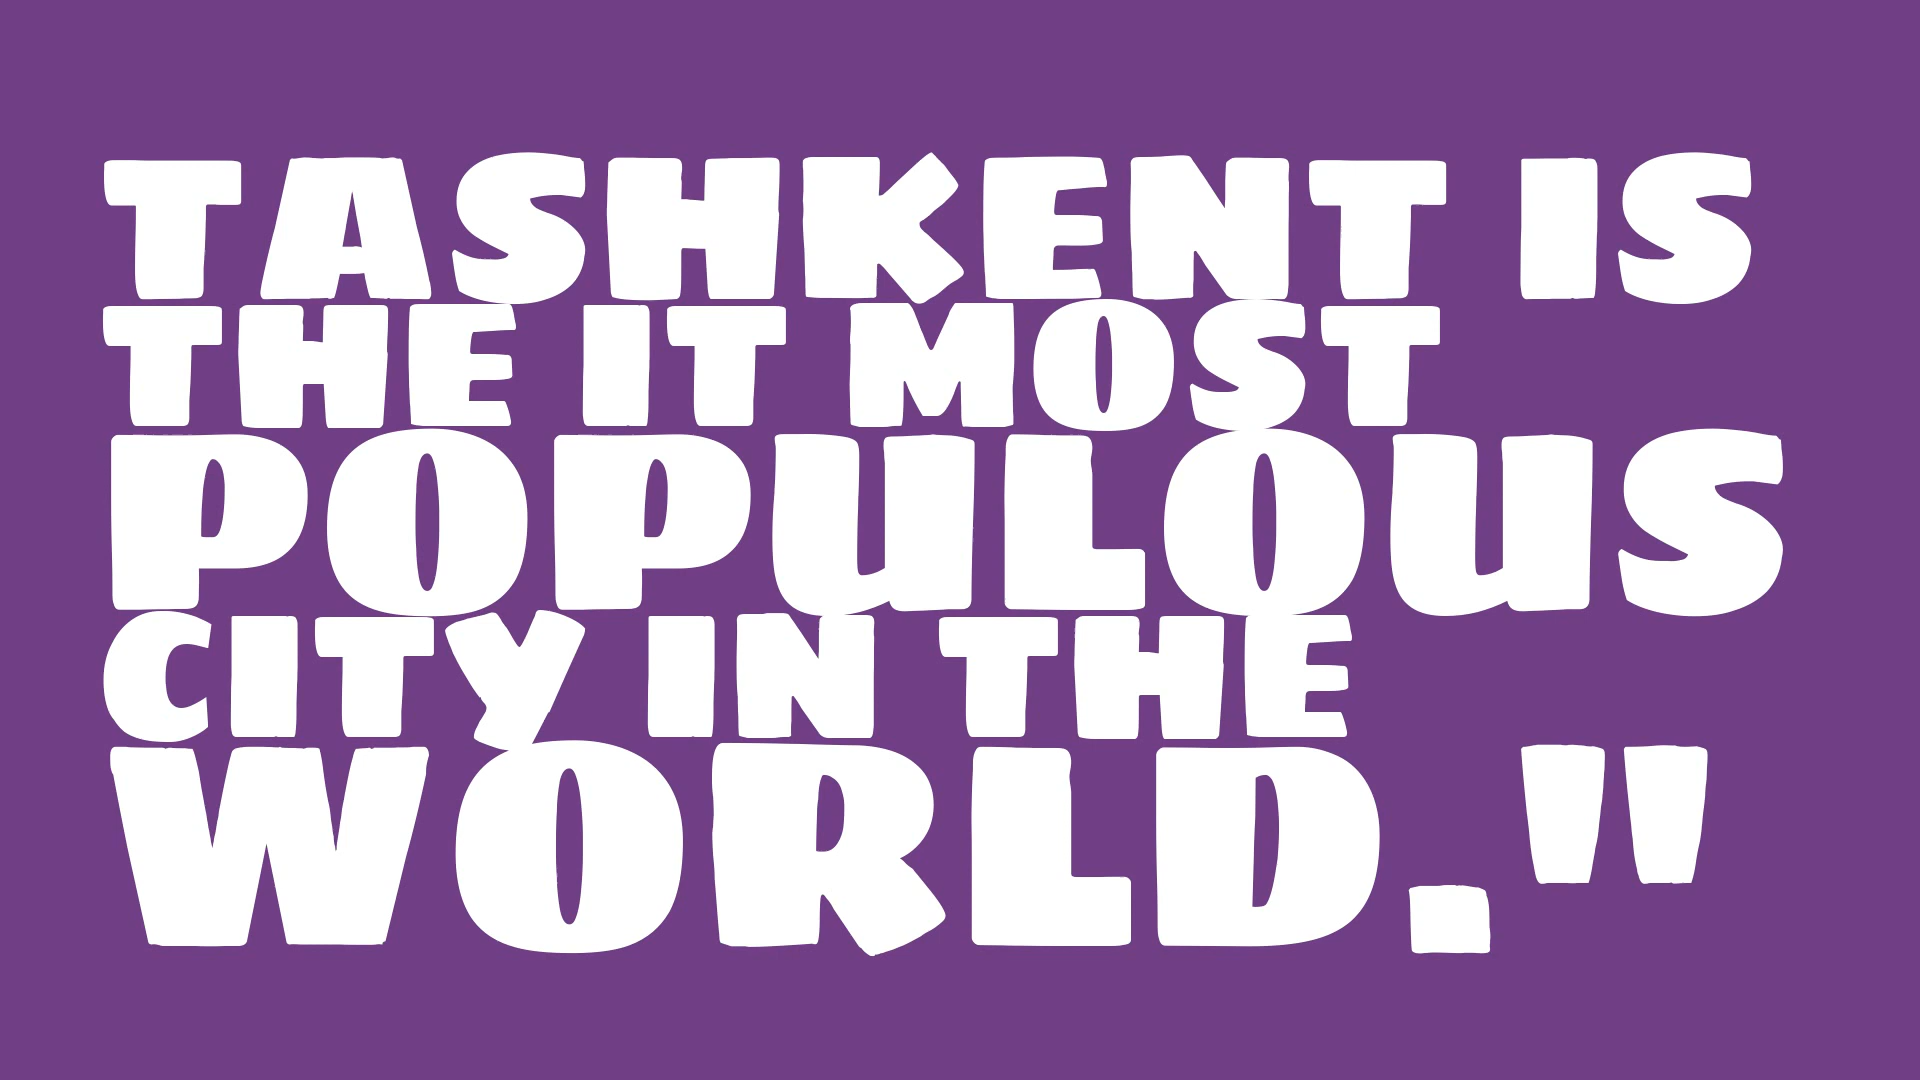 TASHKENT IS
THE IT MOST
POPULOUS
CITY IN THE
WORLD."